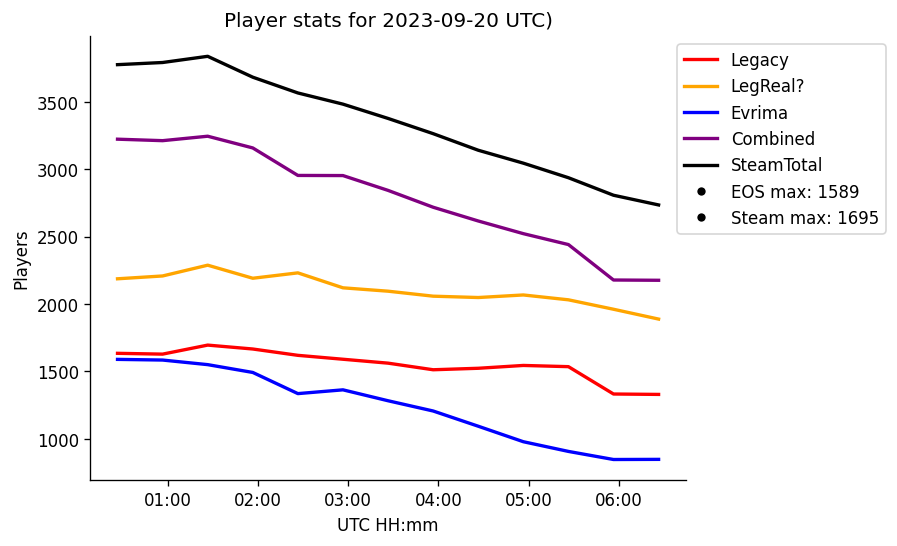 Player stats for 2023-09-20 UTC)
Legacy
LegReal?
Evrima
Combined
SteamTotal
EOS max: 1589
Steam max: 1695
Players
3500
3000
2500
2000
1500
1000
01:00 02:00 03:00 04:00 05:00 06:00
UTC HH:mm